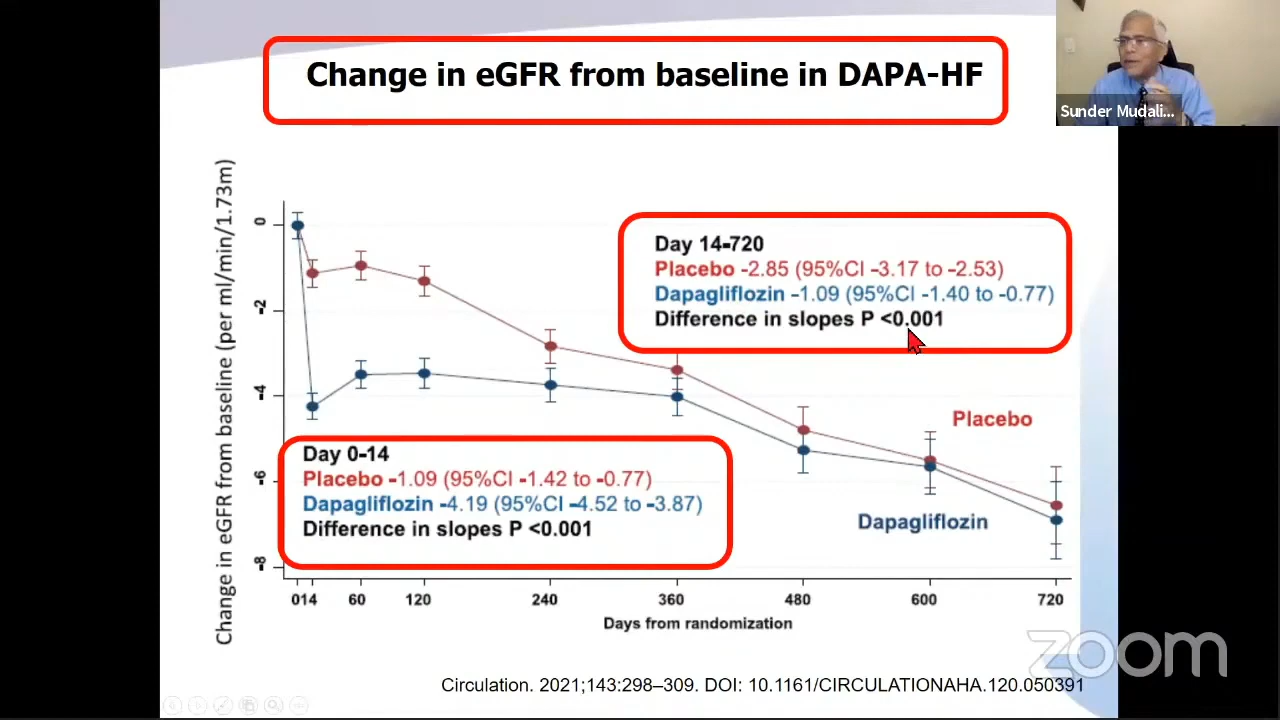 Change in eGFR from baseline in DAPA-HF
Sunder Mudali...
Change in eGFR from baseline (per ml/min/1.73m)
0
-2
-4
-6
-8
Day 14-720
Placebo -2.85 (95%CI -3.17 to -2.53)
Dapagliflozin -1.09 (95%CI -1.40 to -0.77)
Difference in slopes P <0.001
Placebo
Day 0-14
Placebo -1.09 (95%CI -1.42 to -0.77)
Dapagliflozin -4.19 (95%CI -4.52 to -3.87)
Difference in slopes P <0.001
Dapagliflozin
014 60 120 240 360 480 600 720
Days from randomization
zoom
Circulation. 2021;143:298–309. DOI: 10.1161/CIRCULATIONAHA.120.050391